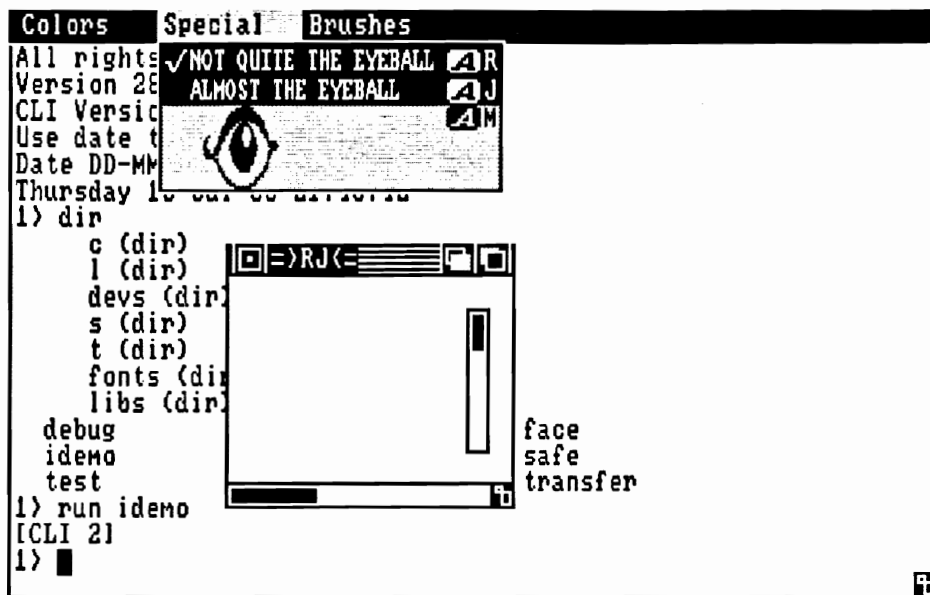 Colors Special Brushes
All rights
✓NOT QUITE THE EYEBALL A R
Version 28
ALMOST THE EYEBALL A J
CLI Versio
A M
Use date t
Date DD-MM
Thursday
1> dir
c (dir)
=>RJ<=
l (dir)
devs (dir)
s (dir)
t (dir)
fonts (dir
libs (dir)
debug face
idemo safe
test transfer
1> run idemo
[CLI 2]
1>